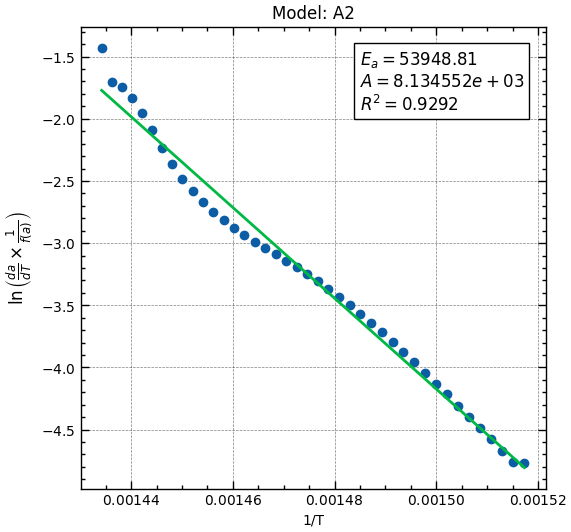 Model: A2
E_a = 53948.81
A = 8.134552e + 03
R² = 0.9292
ln(da/dT × 1/f(a))
−1.5
−2.0
−2.5
−3.0
−3.5
−4.0
−4.5
0.00144 0.00146 0.00148 0.00150 0.00152
1/T